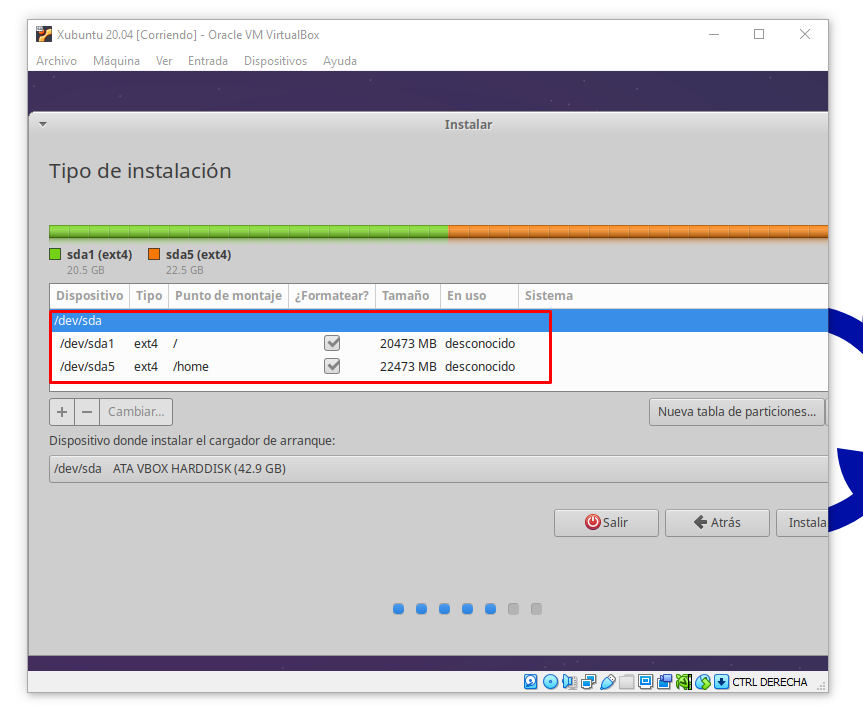 Xubuntu 20.04 [Corriendo] - Oracle VM VirtualBox
Archivo Máquina Ver Entrada Dispositivos Ayuda
Instalar
Tipo de instalación
sda1 (ext4) sda5 (ext4)
20.5 GB 22.5 GB
Dispositivo Tipo Punto de montaje ¿Formatear? Tamaño En uso Sistema
/dev/sda
/dev/sda1 ext4 / 20473 MB desconocido
/dev/sda5 ext4 /home 22473 MB desconocido
+ − Cambiar... Nueva tabla de particiones...
Dispositivo donde instalar el cargador de arranque:
/dev/sda ATA VBOX HARDDISK (42.9 GB)
Salir Atrás Instala
CTRL DERECHA